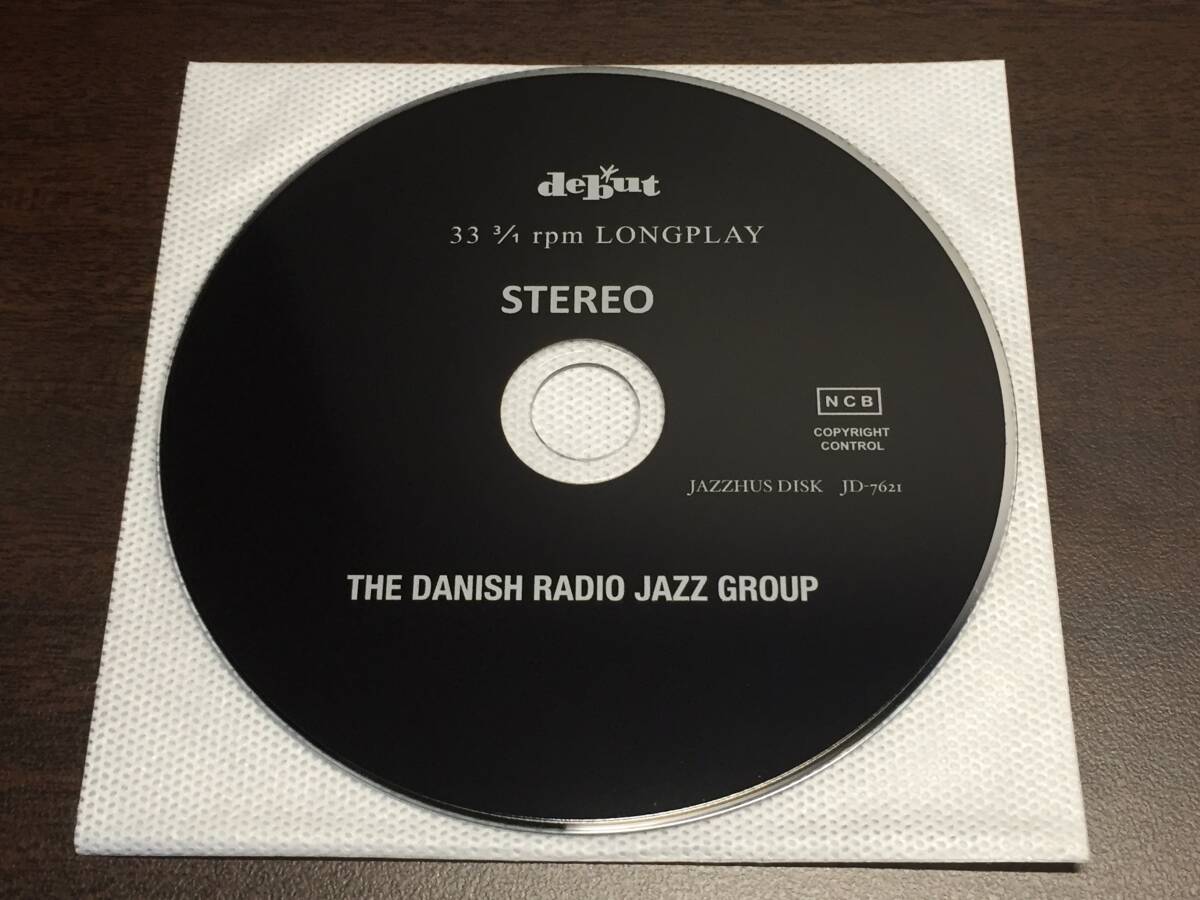 debut
33 3/1 rpm LONGPLAY
STEREO
NCB
COPYRIGHT
CONTROL
JAZZHUS DISK JD-7621
THE DANISH RADIO JAZZ GROUP